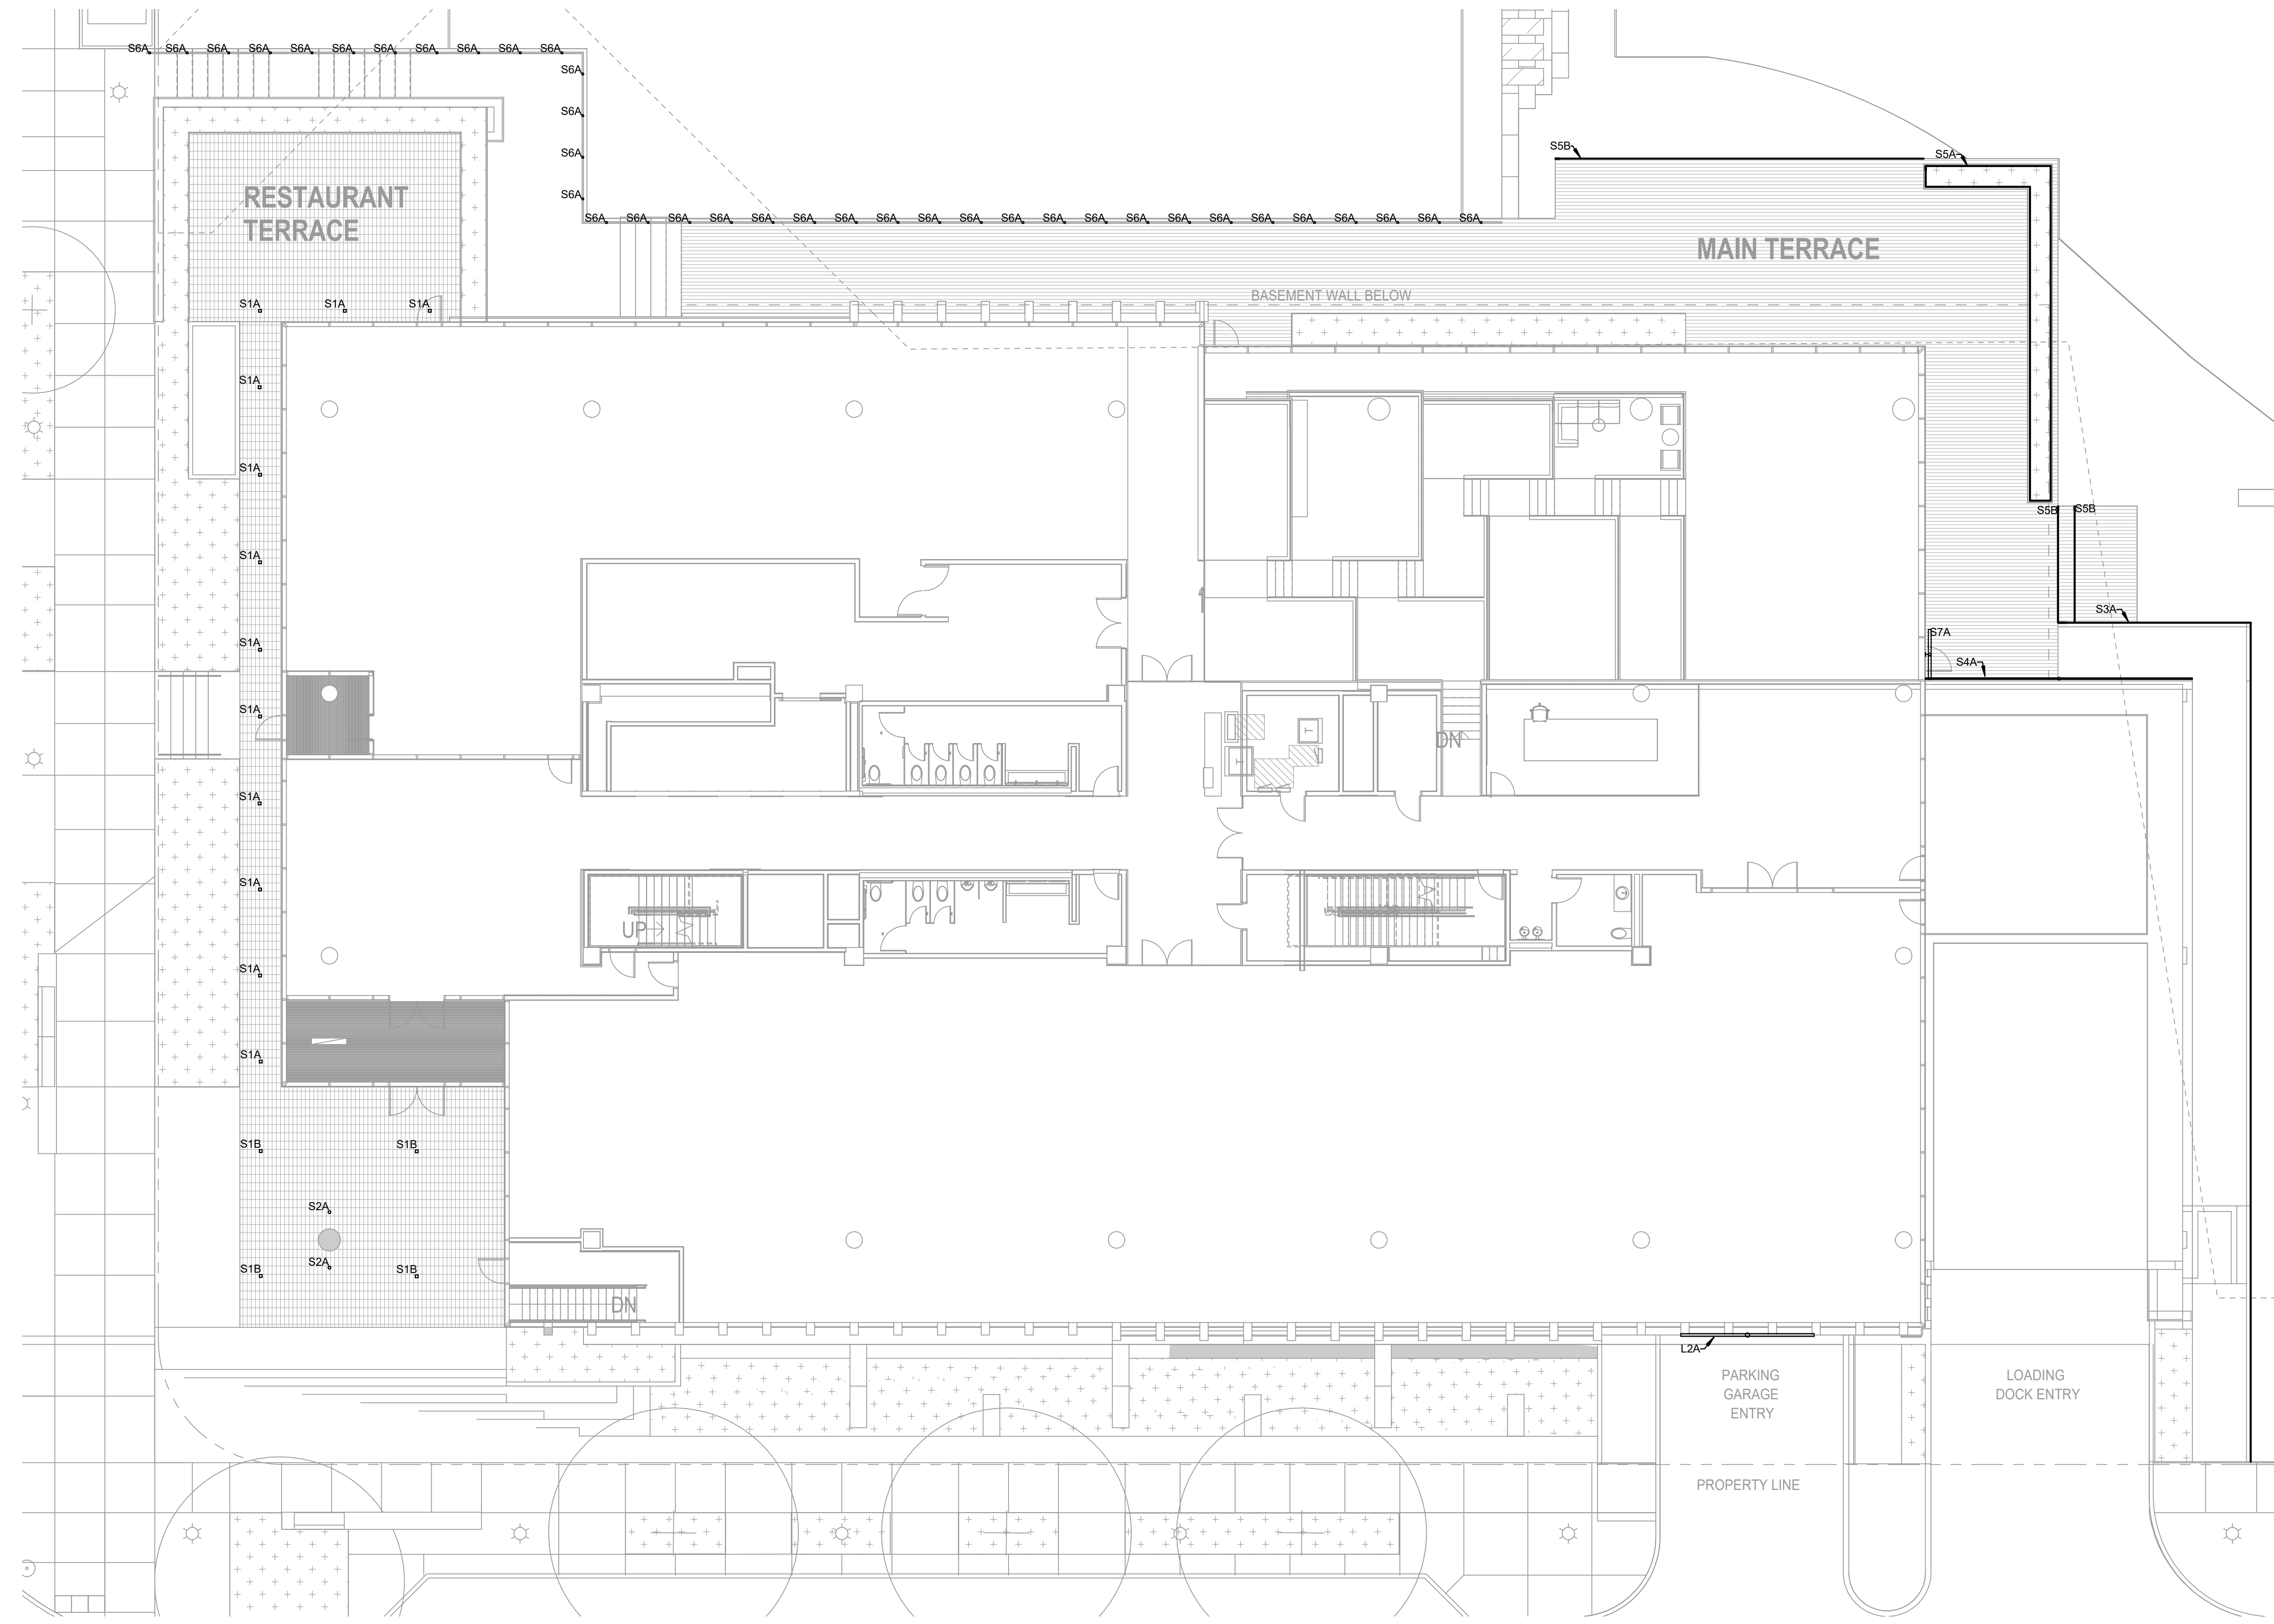 S6A S6A S6A S6A S6A S6A S6A S6A S6A S6A S6A
S6A
S6A
S5B
S6A
S5A
RESTAURANT
TERRACE
S6A
S6A S6A S6A S6A S6A S6A S6A S6A S6A S6A S6A S6A S6A S6A S6A S6A S6A S6A S6A S6A S6A S6A
MAIN TERRACE
BASEMENT WALL BELOW
S1A S1A S1A
S1A
S1A
S5B S5B
S1A
S3A
S7A
S1A
S4A
S1A
DN
S1A
S1A
UP
S1A
S1A
S1B S1B
S2A
S2A
S1B S1B
DN
L2A
PARKING
GARAGE
ENTRY
LOADING
DOCK ENTRY
PROPERTY LINE